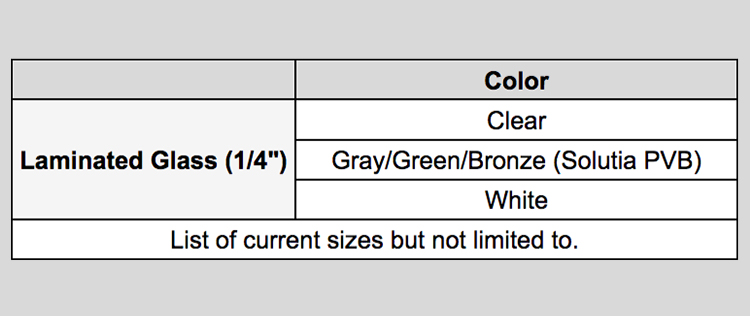 Color
Clear
Laminated Glass (1/4")
Gray/Green/Bronze (Solutia PVB)
White
List of current sizes but not limited to.